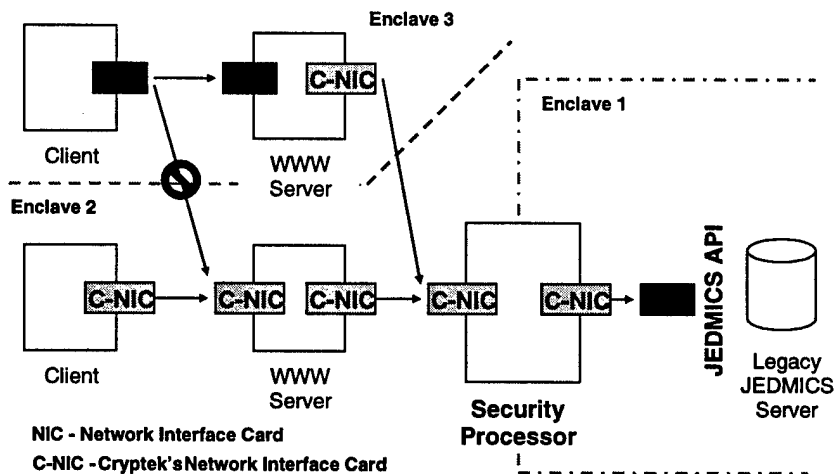 Enclave 3
C-NIC
Enclave 1
Client
WWW
Server
Enclave 2
C-NIC
C-NIC
C-NIC
C-NIC
C-NIC
JEDMICS API
Client
WWW
Server
Security
Processor
Legacy
JEDMICS
Server
NIC - Network Interface Card
C-NIC - Cryptek's Network Interface Card